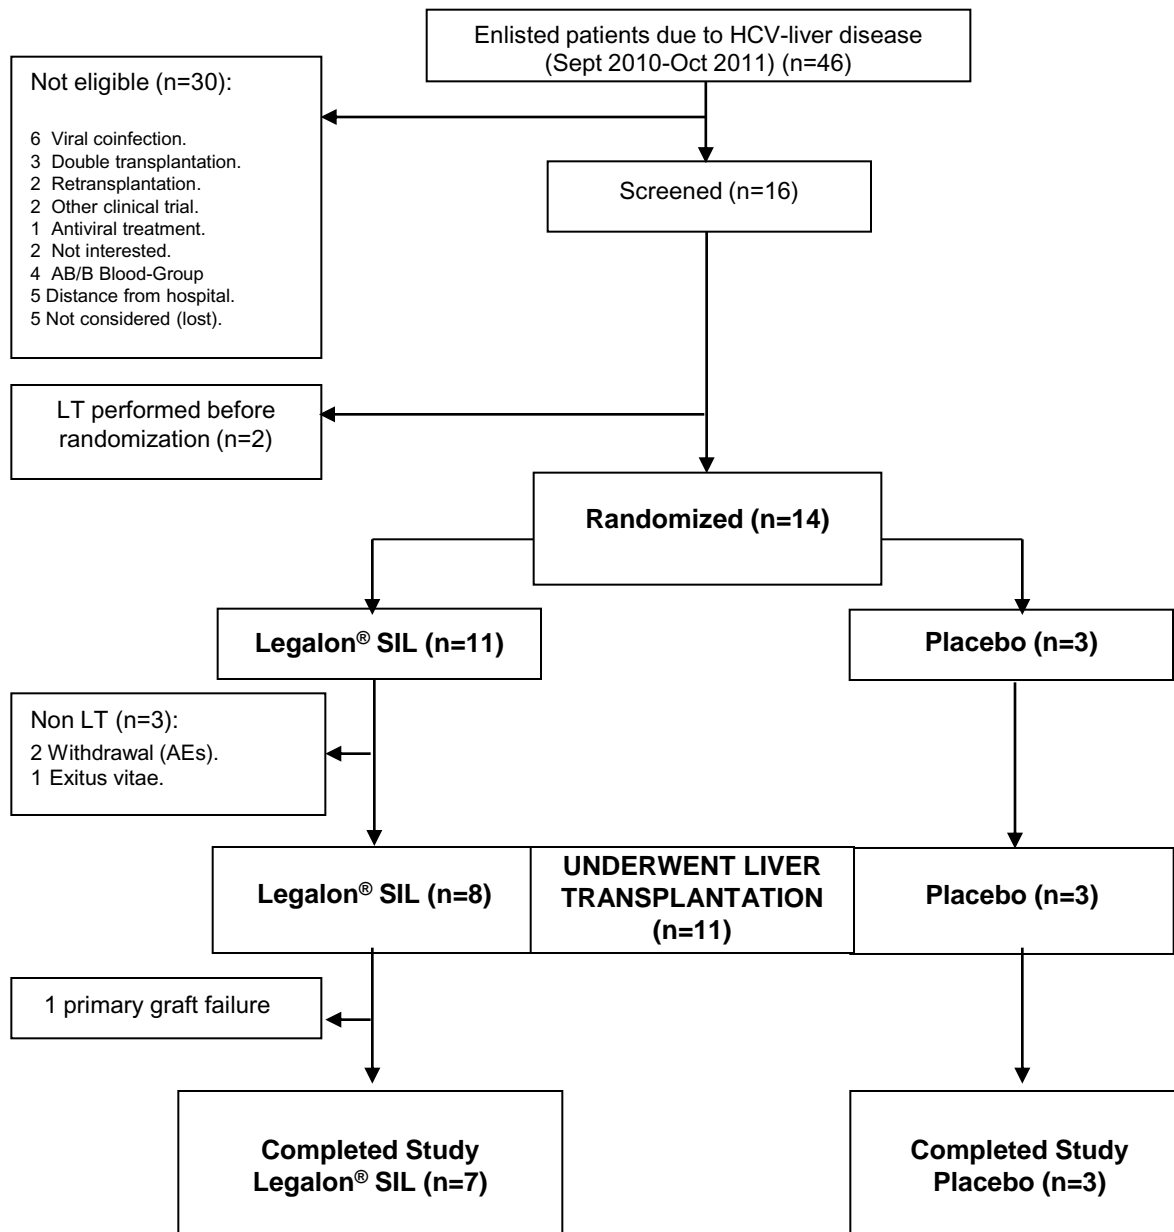 Enlisted patients due to HCV-liver disease
(Sept 2010-Oct 2011) (n=46)
Not eligible (n=30):
6 Viral coinfection.
3 Double transplantation.
2 Retransplantation.
2 Other clinical trial.
1 Antiviral treatment.
2 Not interested.
4 AB/B Blood-Group
5 Distance from hospital.
5 Not considered (lost).
Screened (n=16)
LT performed before
randomization (n=2)
Randomized (n=14)
Legalon® SIL (n=11)
Placebo (n=3)
Non LT (n=3):
2 Withdrawal (AEs).
1 Exitus vitae.
Legalon® SIL (n=8)
UNDERWENT LIVER
TRANSPLANTATION
(n=11)
Placebo (n=3)
1 primary graft failure
Completed Study
Legalon® SIL (n=7)
Completed Study
Placebo (n=3)